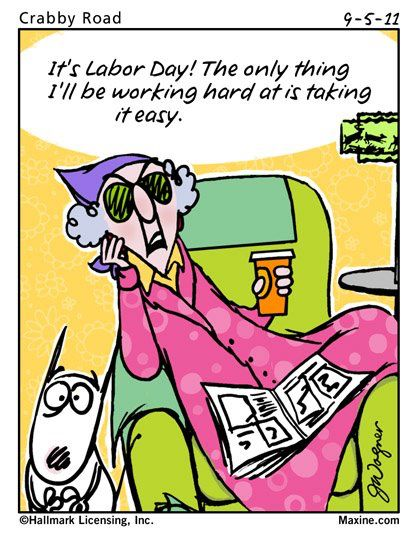 Crabby Road 9-5-11
It's Labor Day! The only thing
I'll be working hard at is taking
it easy.
JWagner
©Hallmark Licensing, Inc. Maxine.com